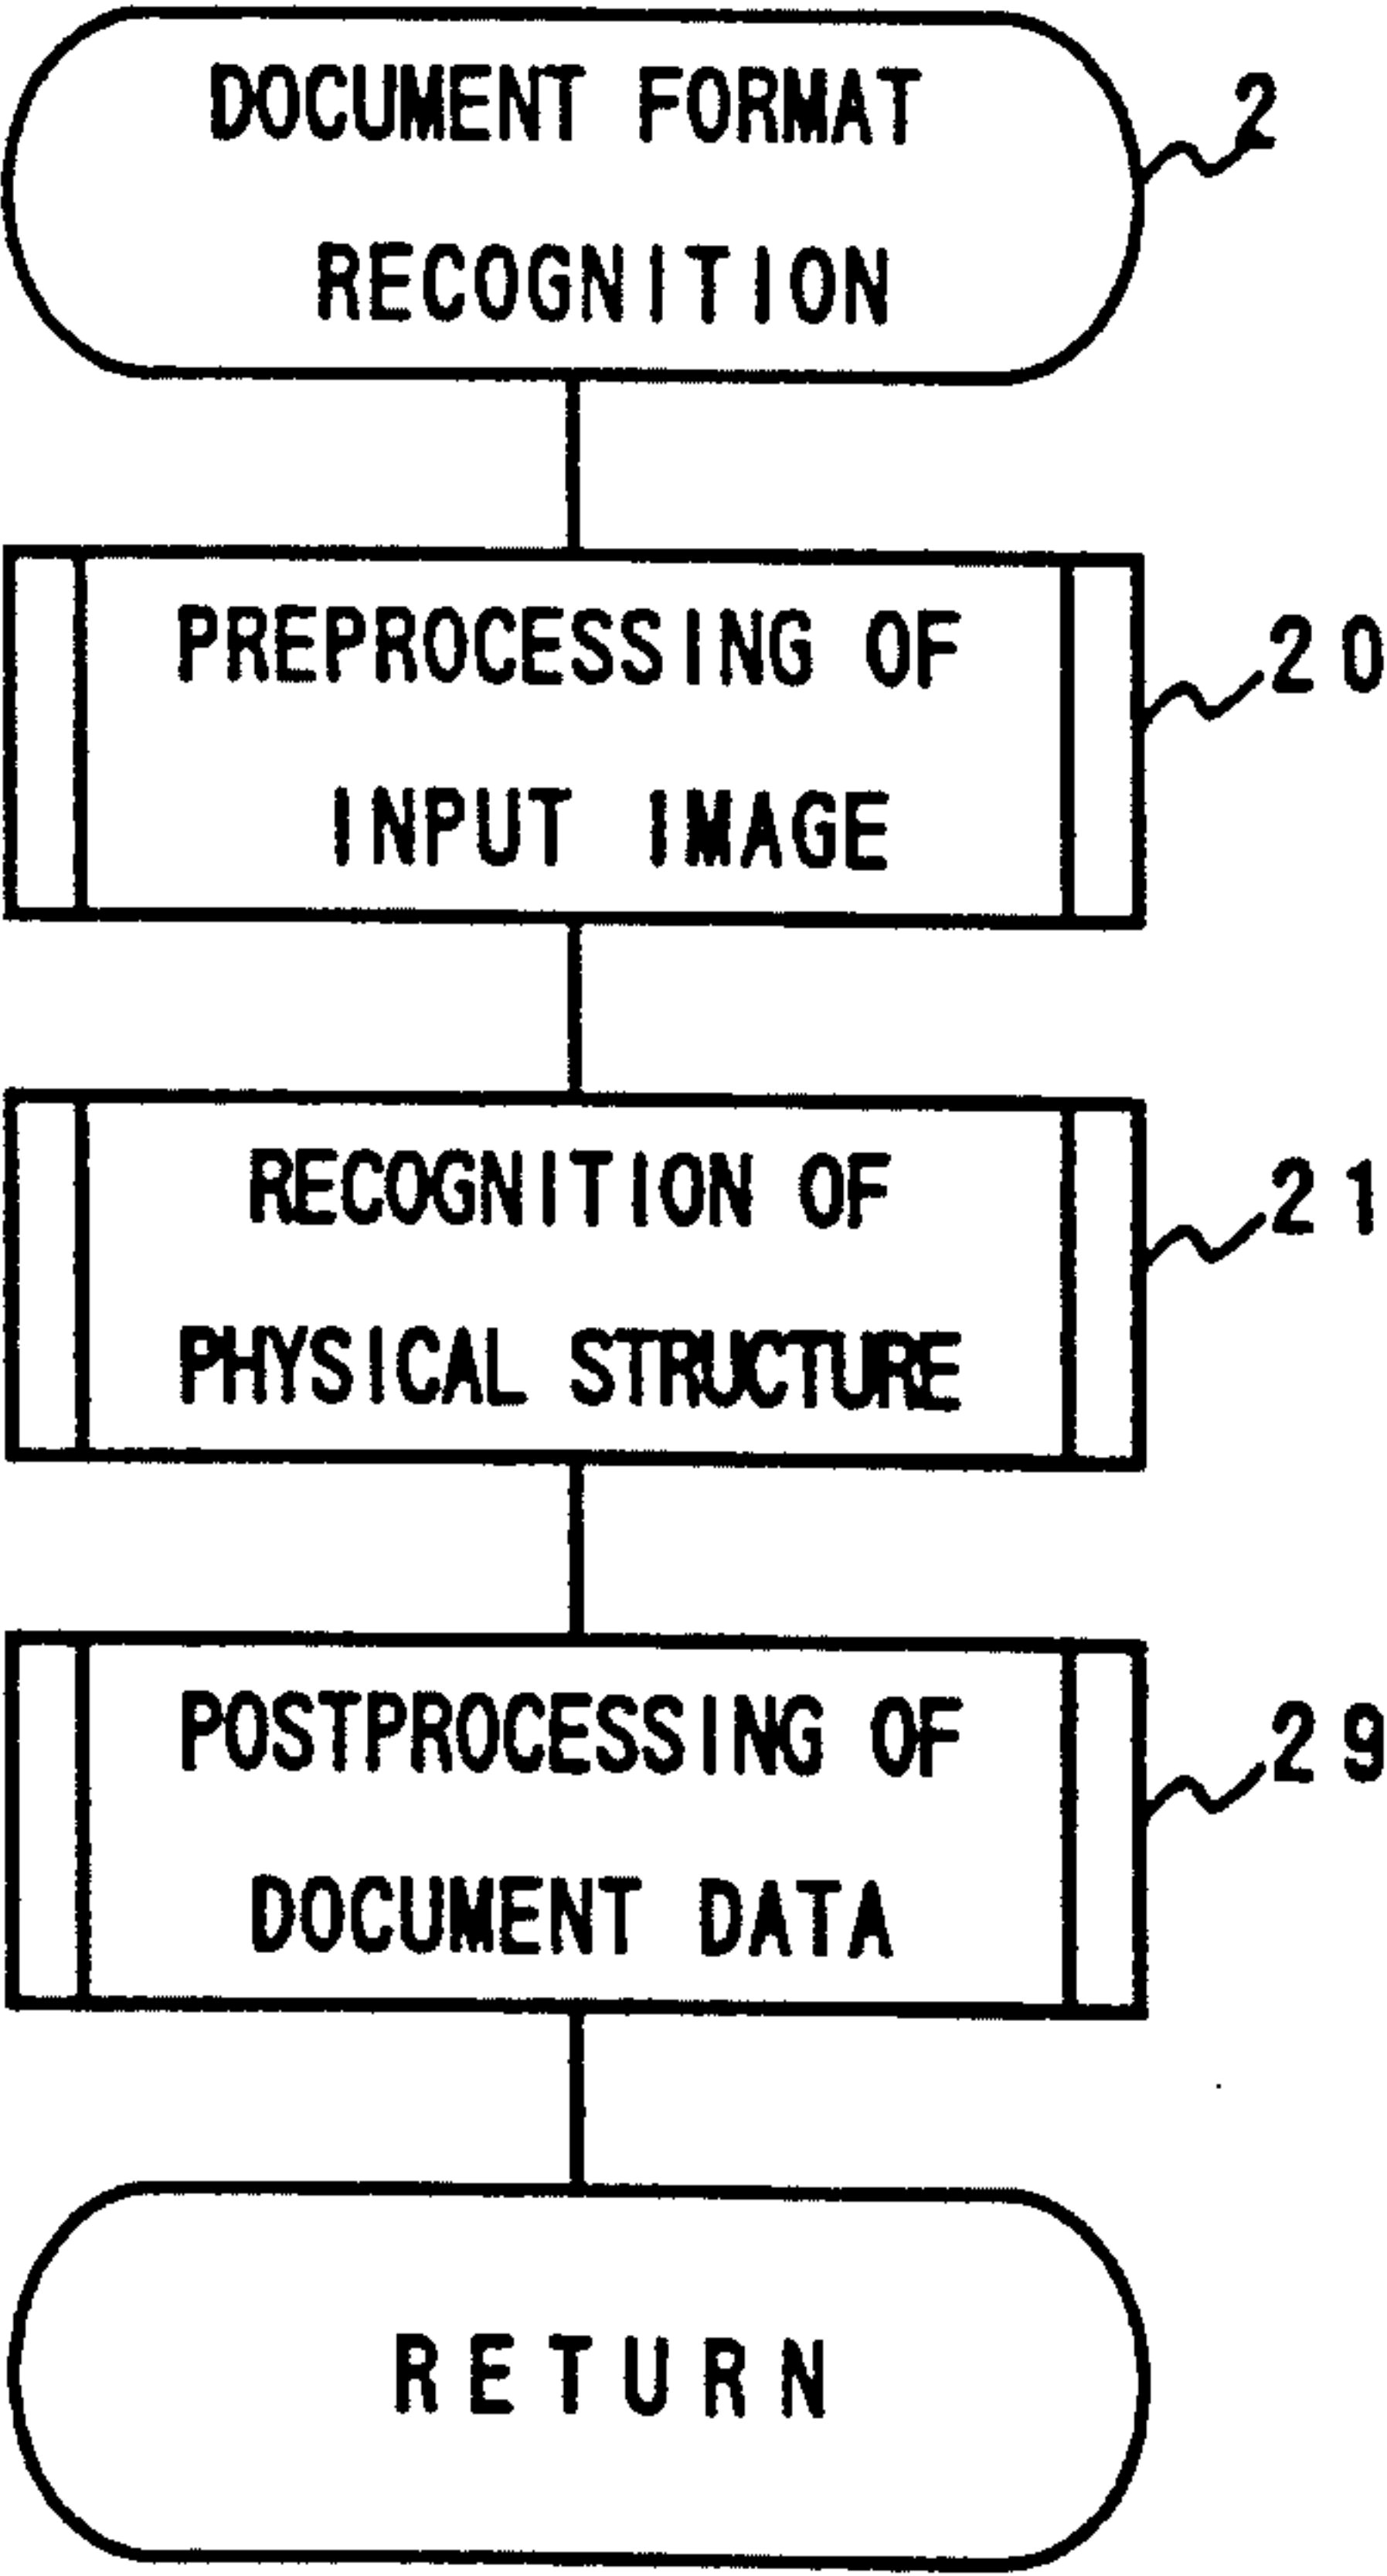 DOCUMENT FORMAT
RECOGNITION
2
PREPROCESSING OF
INPUT IMAGE
20
RECOGNITION OF
PHYSICAL STRUCTURE
21
POSTPROCESSING OF
DOCUMENT DATA
29
RETURN